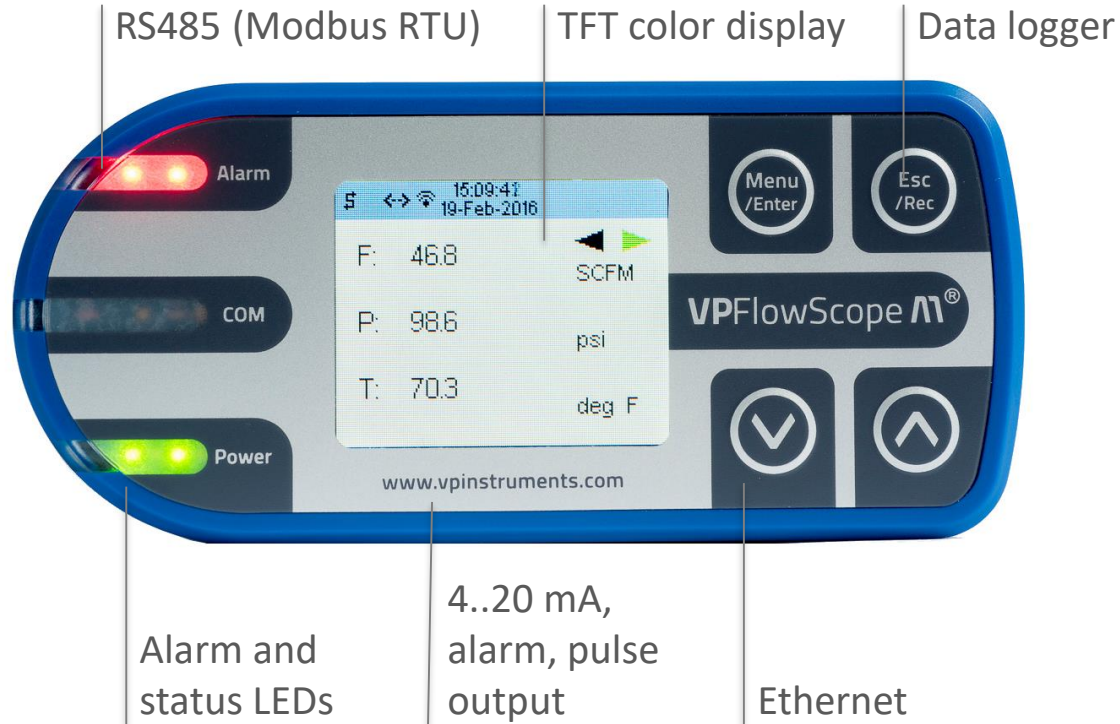 RS485 (Modbus RTU)
TFT color display
Data logger
Alarm
COM
Power
15:09:41
19-Feb-2016
F: 46.8 SCFM
P: 98.6 psi
T: 70.3 deg F
www.vpinstruments.com
Menu
/Enter
Esc
/Rec
VPFlowScope M®
Alarm and
status LEDs
4..20 mA,
alarm, pulse
output
Ethernet